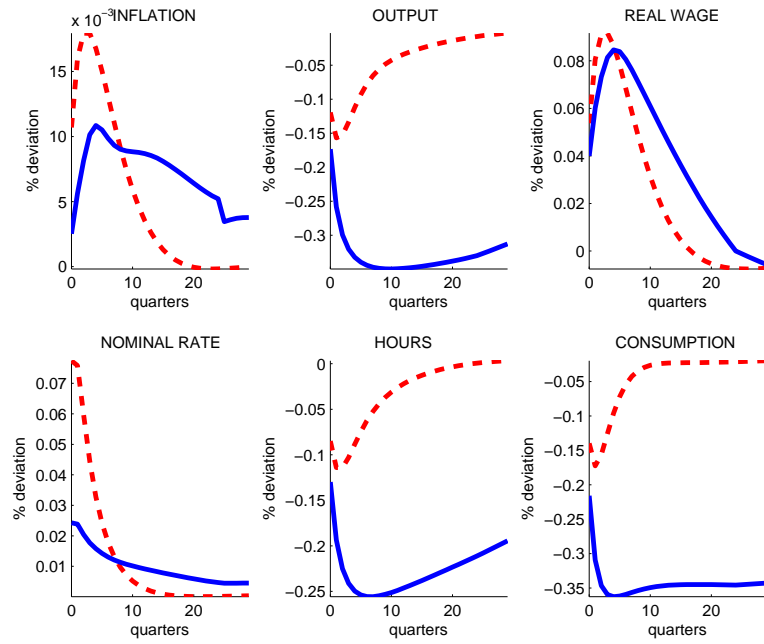 INFLATION
x 10⁻³
15
10
5
0
% deviation
0 10 20
quarters
OUTPUT
−0.05
−0.1
−0.15
−0.2
−0.25
−0.3
% deviation
0 10 20
quarters
REAL WAGE
0.08
0.06
0.04
0.02
0
% deviation
0 10 20
quarters
NOMINAL RATE
0.07
0.06
0.05
0.04
0.03
0.02
0.01
% deviation
0 10 20
quarters
HOURS
0
−0.05
−0.1
−0.15
−0.2
−0.25
% deviation
0 10 20
quarters
CONSUMPTION
−0.05
−0.1
−0.15
−0.2
−0.25
−0.3
−0.35
% deviation
0 10 20
quarters